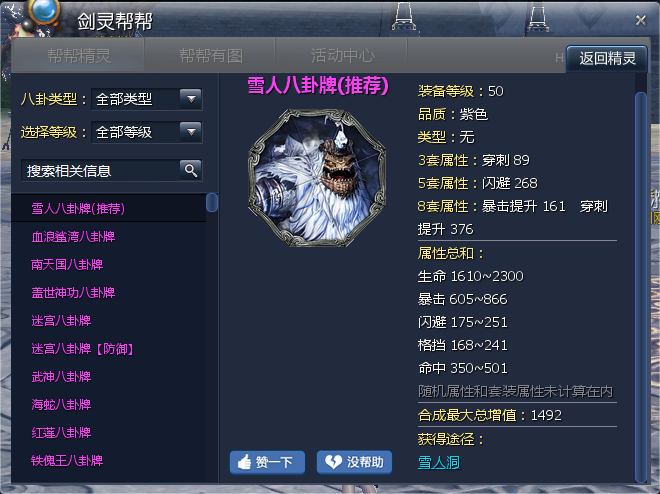 剑灵帮帮
帮帮精灵 帮帮有图 活动中心
H 返回精灵
八卦类型： 全部类型
选择等级： 全部等级
搜索相关信息
雪人八卦牌(推荐)
血浪鲨湾八卦牌
南天国八卦牌
盖世神功八卦牌
迷宫八卦牌
迷宫八卦牌【防御】
武神八卦牌
海蛇八卦牌
红莲八卦牌
铁傀王八卦牌
雪人八卦牌(推荐)
赞一下 没帮助
装备等级：50
品质：紫色
类型：无
3套属性：穿刺 89
5套属性：闪避 268
8套属性：暴击提升 161 穿刺
提升 376
属性总和：
生命 1610~2300
暴击 605~866
闪避 175~251
格挡 168~241
命中 350~501
随机属性和套装属性未计算在内
合成最大总增值：1492
获得途径：
雪人洞